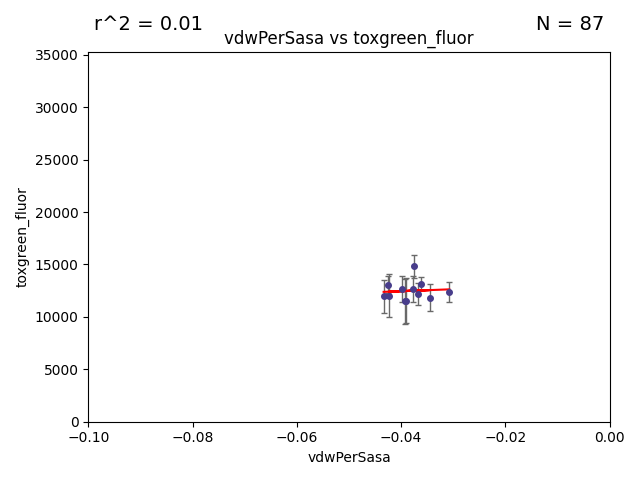 r^2 = 0.01
N = 87
vdwPerSasa vs toxgreen_fluor
35000
30000
25000
20000
15000
10000
5000
0
toxgreen_fluor
−0.10
−0.08
−0.06
−0.04
−0.02
0.00
vdwPerSasa